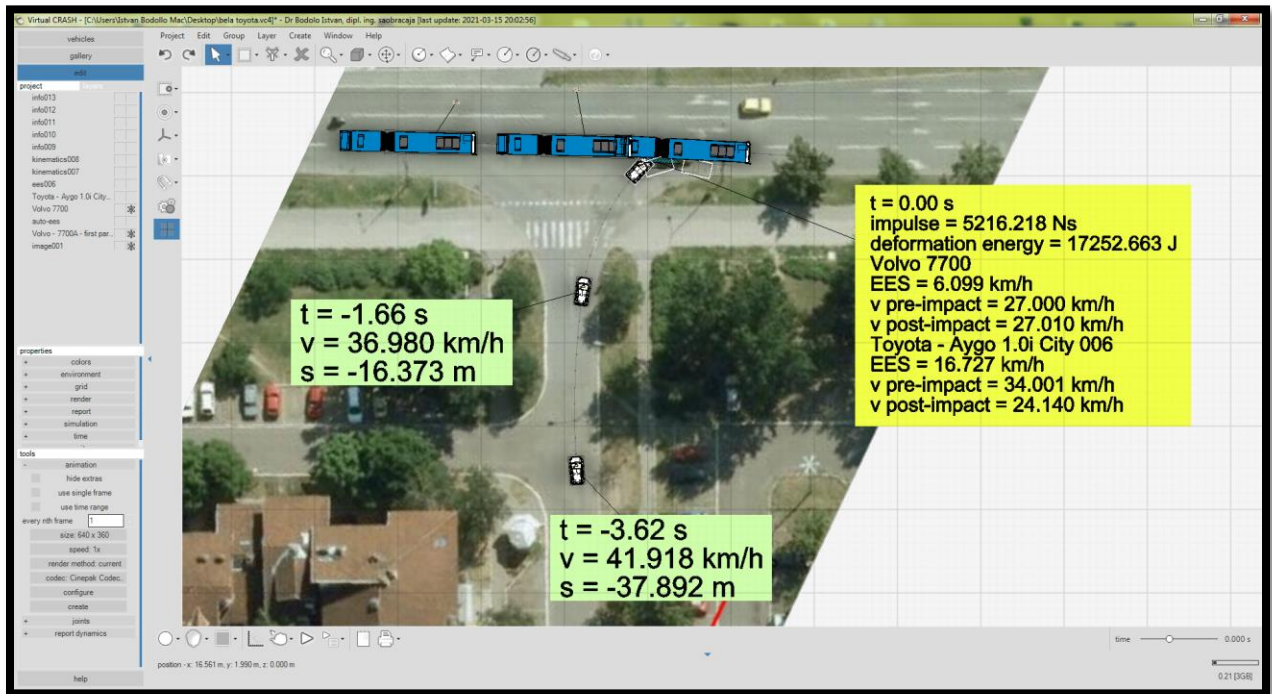 Virtual CRASH - [C:\Users\Istvan Bodollo Mac\Desktop\bela toyota.vc4]* - Dr Bodolo Istvan, dipl. ing. saobracaja [last update: 2021-03-15 20:02:56]
vehicles
gallery
edit
Project Edit Group Layer Create Window Help
project layers
info013
info012
info011
info010
info009
kinematics008
kinematics007
ees006
Toyota - Aygo 1.0i City..
Volvo 7700
auto-ees
Volvo - 7700A - first par..
image001
t = 0.00 s
impulse = 5216.218 Ns
deformation energy = 17252.663 J
Volvo 7700
EES = 6.099 km/h
v pre-impact = 27.000 km/h
v post-impact = 27.010 km/h
Toyota - Aygo 1.0i City 006
EES = 16.727 km/h
v pre-impact = 34.001 km/h
v post-impact = 24.140 km/h
t = -1.66 s
v = 36.980 km/h
s = -16.373 m
t = -3.62 s
v = 41.918 km/h
s = -37.892 m
properties
+ colors
+ environment
+ grid
+ render
+ report
+ simulation
+ time
tools
- animation
hide extras
use single frame
use time range
every nth frame 1
size: 640 x 360
speed: 1x
render method: current
codec: Cinepak Codec..
configure
create
+ joints
+ report dynamics
help
time 0.000 s
position - x: 16.561 m, y: 1.990 m, z: 0.000 m
0.21 [3GB]